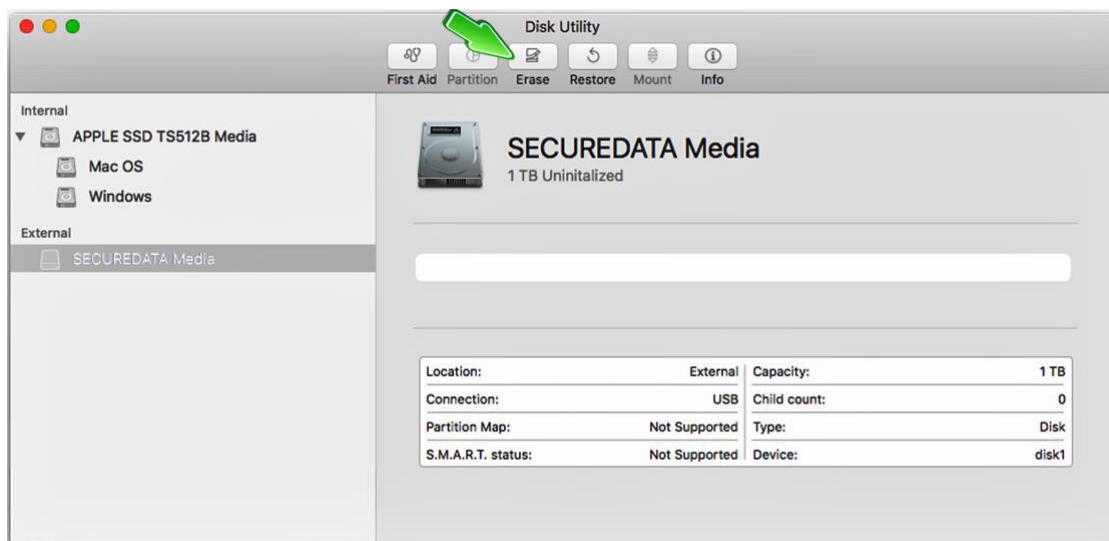 Disk Utility
First Aid Partition Erase Restore Mount Info
Internal
APPLE SSD TS512B Media
Mac OS
Windows
External
SECUREDATA Media
SECUREDATA Media
1 TB Uninitalized
Location: External Capacity: 1 TB
Connection: USB Child count: 0
Partition Map: Not Supported Type: Disk
S.M.A.R.T. status: Not Supported Device: disk1